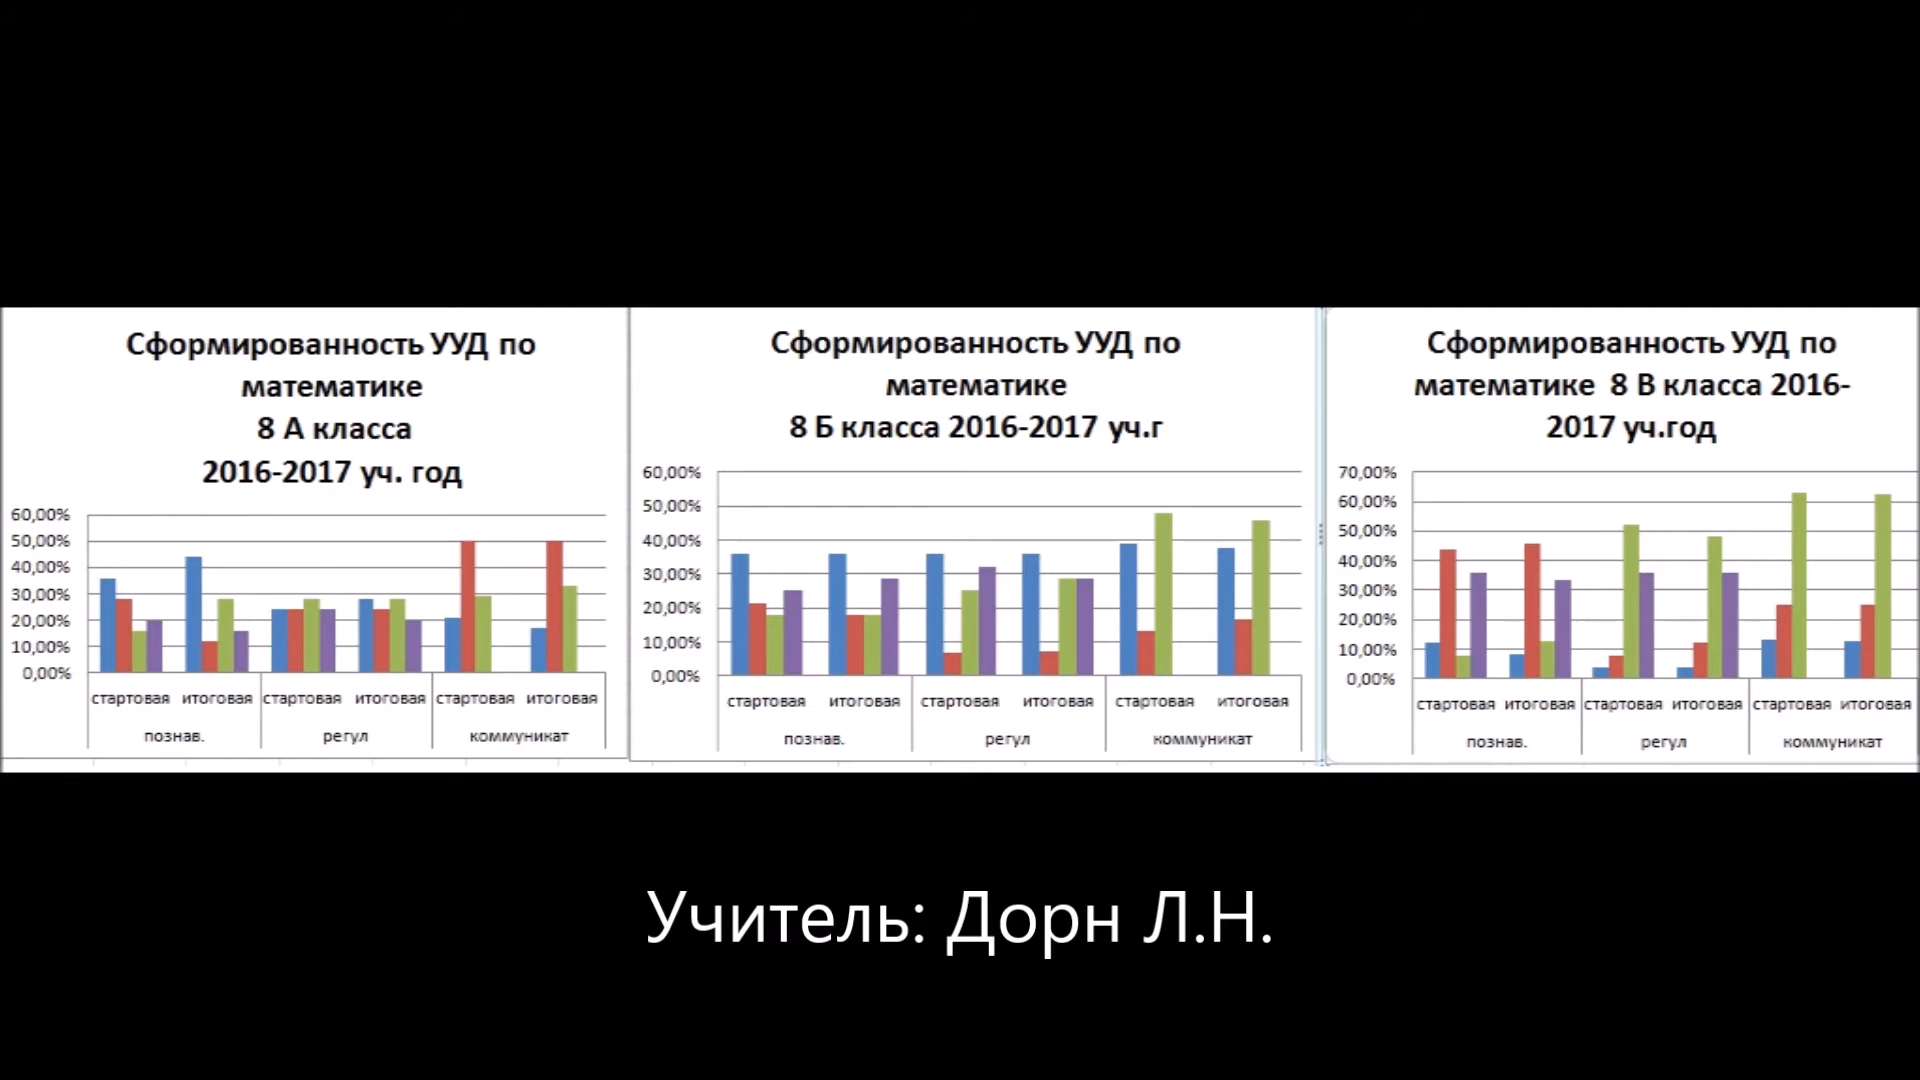 Сформированность УУД по
математике
8 А класса
2016-2017 уч. год
60,00%
50,00%
40,00%
30,00%
20,00%
10,00%
0,00%
стартовая итоговая стартовая итоговая стартовая итоговая
познав. регул коммуникат
Сформированность УУД по
математике
8 Б класса 2016-2017 уч.г
60,00%
50,00%
40,00%
30,00%
20,00%
10,00%
0,00%
стартовая итоговая стартовая итоговая стартовая итоговая
познав. регул коммуникат
Сформированность УУД по
математике 8 В класса 2016-
2017 уч.год
70,00%
60,00%
50,00%
40,00%
30,00%
20,00%
10,00%
0,00%
стартовая итоговая стартовая итоговая стартовая итоговая
познав. регул коммуникат
Учитель: Дорн Л.Н.